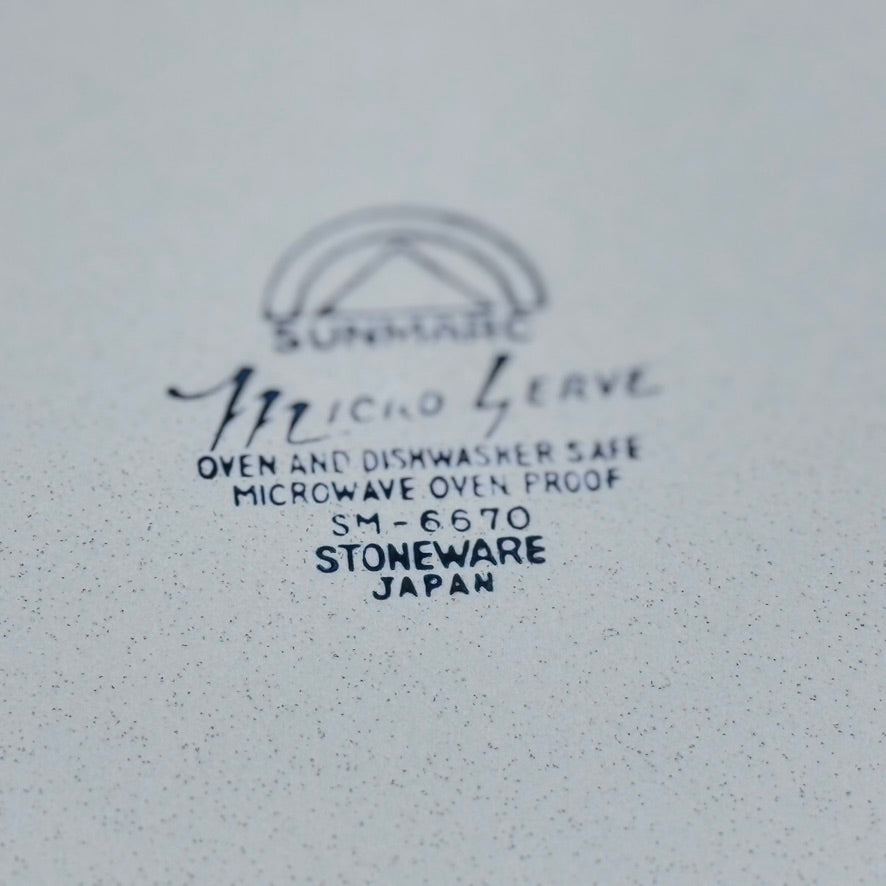 SUNMARC
MICRO SERVE
OVEN AND DISHWASHER SAFE
MICROWAVE OVEN PROOF
SM-6670
STONEWARE
JAPAN